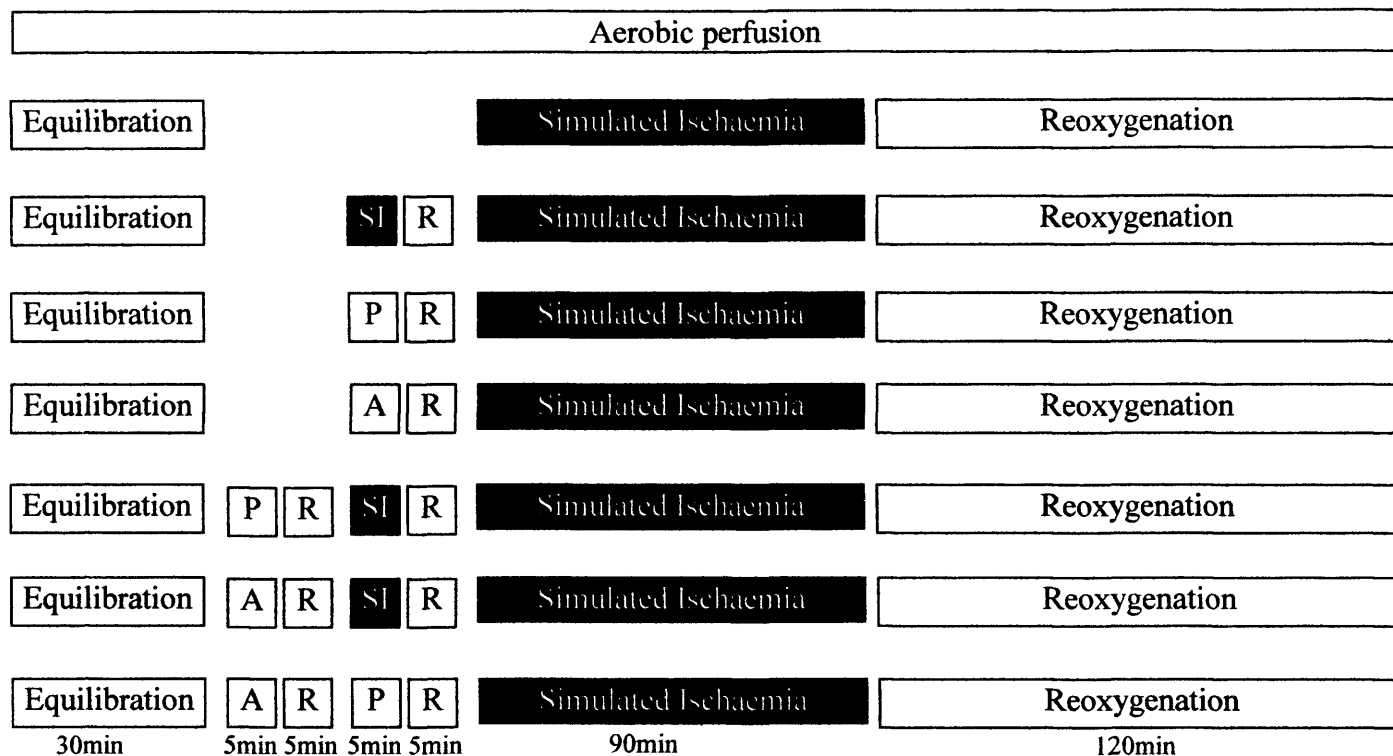 Aerobic perfusion
Equilibration Simulated Ischaemia Reoxygenation
Equilibration SI R Simulated Ischaemia Reoxygenation
Equilibration P R Simulated Ischaemia Reoxygenation
Equilibration A R Simulated Ischaemia Reoxygenation
Equilibration P R SI R Simulated Ischaemia Reoxygenation
Equilibration A R SI R Simulated Ischaemia Reoxygenation
Equilibration A R P R Simulated Ischaemia Reoxygenation
30min 5min 5min 5min 5min 90min 120min